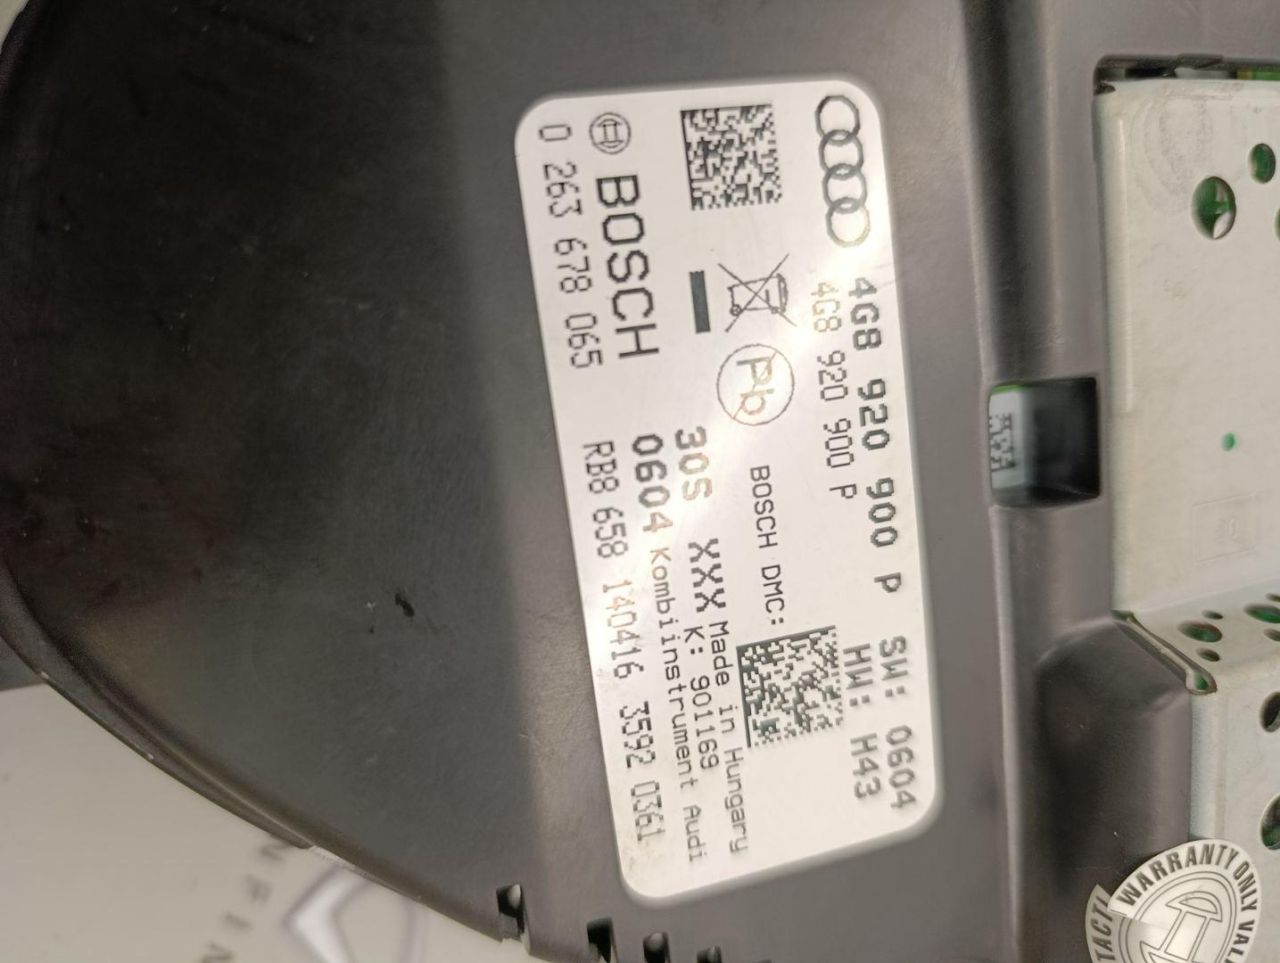 4G8 920 900 P SW: 0604
4G8 920 900 P HW: H43
BOSCH DMC:
Pb
30S XXX Made in Hungary
K: 901169
0604 Kombiinstrument Audi
BOSCH
0 263 678 065 RB8 658 140416 3592 0361
WARRANTY ONLY